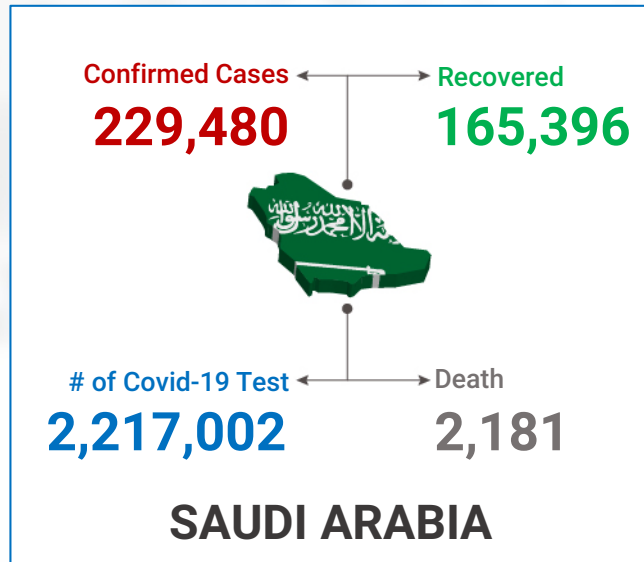 Confirmed Cases
229,480
Recovered
165,396
# of Covid-19 Test
2,217,002
Death
2,181
SAUDI ARABIA